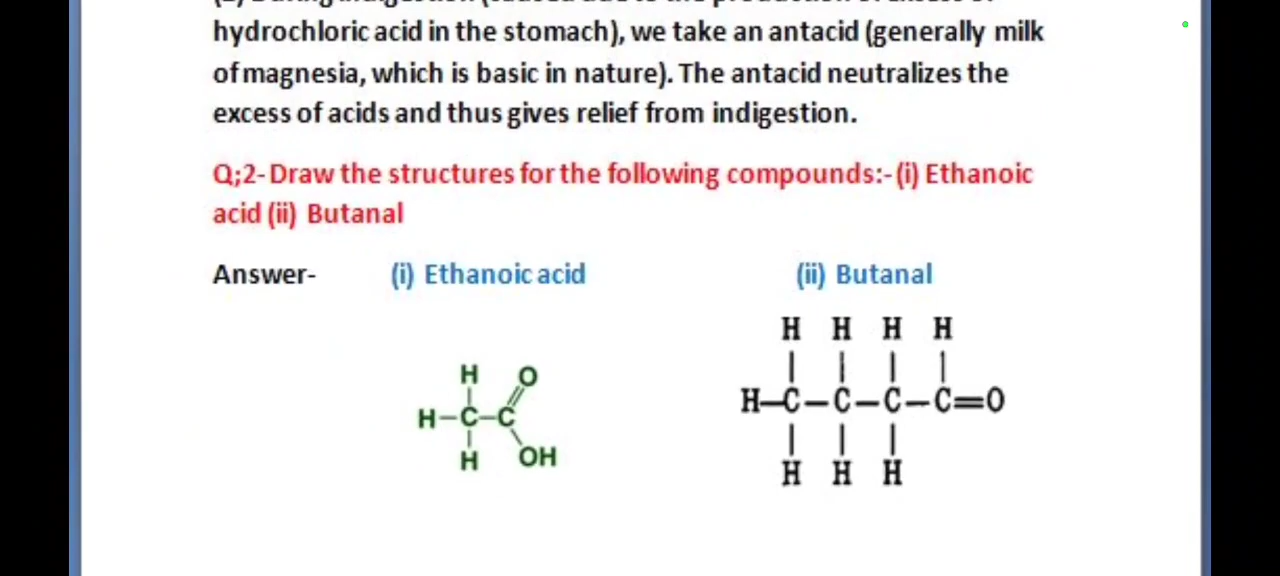 hydrochloric acid in the stomach), we take an antacid (generally milk
of magnesia, which is basic in nature). The antacid neutralizes the
excess of acids and thus gives relief from indigestion.
Q;2- Draw the structures for the following compounds:- (i) Ethanoic
acid (ii) Butanal
Answer- (i) Ethanoic acid (ii) Butanal
H H H H
H O
H-C-C-C-C=O
H-C-C
H OH
H H H